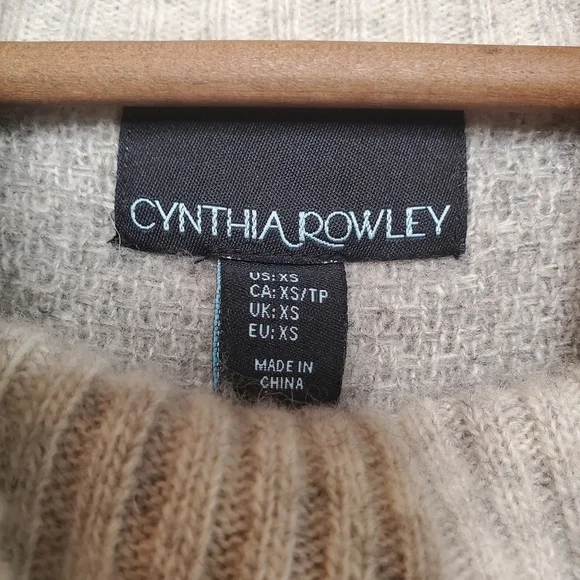 CYNTHIA ROWLEY
US: XS
CA: XS/TP
UK: XS
EU: XS
MADE IN
CHINA